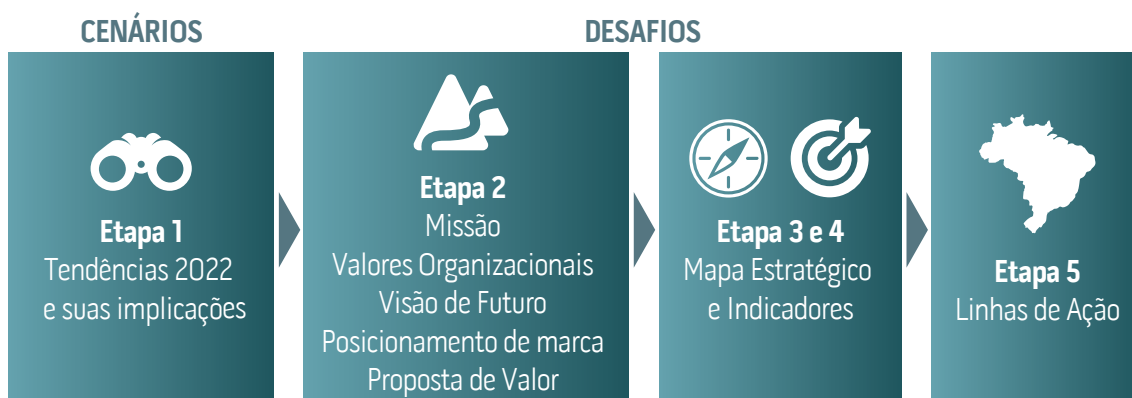 CENÁRIOS
DESAFIOS
Etapa 1
Tendências 2022
e suas implicações
Etapa 2
Missão
Valores Organizacionais
Visão de Futuro
Posicionamento de marca
Proposta de Valor
Etapa 3 e 4
Mapa Estratégico
e Indicadores
Etapa 5
Linhas de Ação